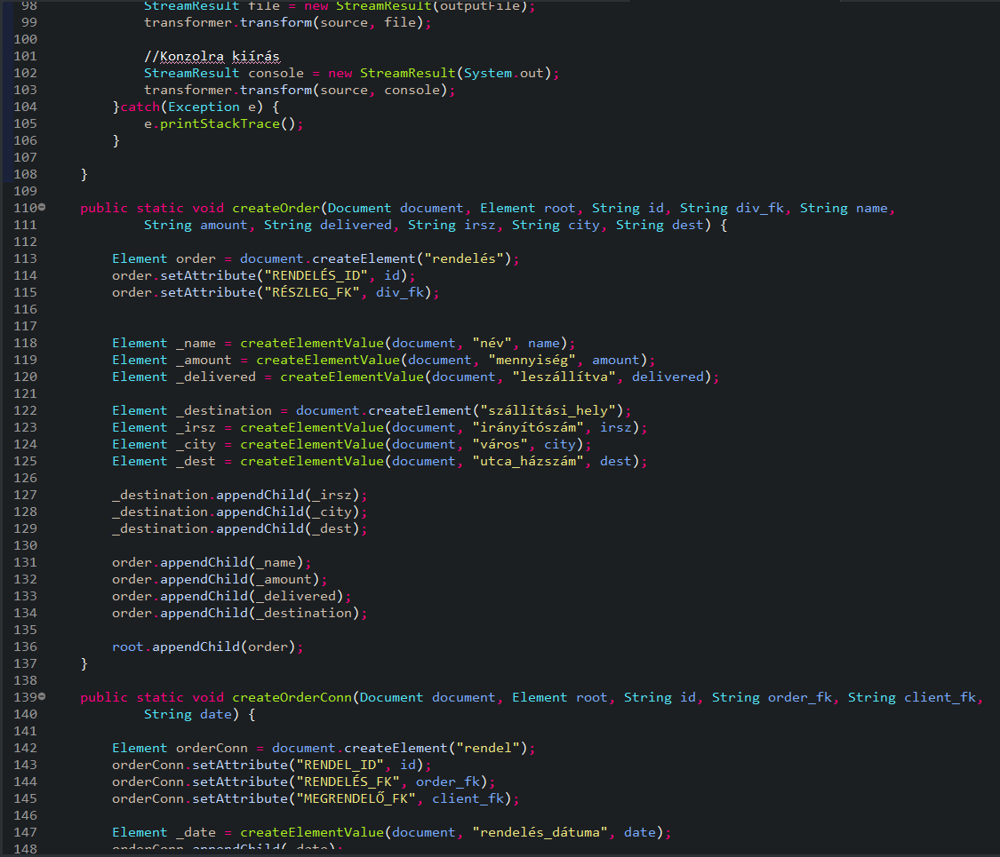 98 StreamResult file = new StreamResult(outputFile);
99 transformer.transform(source, file);
100
101 //Konzolra kiírás
102 StreamResult console = new StreamResult(System.out);
103 transformer.transform(source, console);
104 }catch(Exception e) {
105 e.printStackTrace();
106 }
107
108 }
109
110 public static void createOrder(Document document, Element root, String id, String div_fk, String name,
111 String amount, String delivered, String irsz, String city, String dest) {
112
113 Element order = document.createElement("rendelés");
114 order.setAttribute("RENDELÉS_ID", id);
115 order.setAttribute("RÉSZLEG_FK", div_fk);
116
117
118 Element _name = createElementValue(document, "név", name);
119 Element _amount = createElementValue(document, "mennyiség", amount);
120 Element _delivered = createElementValue(document, "leszállítva", delivered);
121
122 Element _destination = document.createElement("szállítási_hely");
123 Element _irsz = createElementValue(document, "irányítószám", irsz);
124 Element _city = createElementValue(document, "város", city);
125 Element _dest = createElementValue(document, "utca_házszám", dest);
126
127 _destination.appendChild(_irsz);
128 _destination.appendChild(_city);
129 _destination.appendChild(_dest);
130
131 order.appendChild(_name);
132 order.appendChild(_amount);
133 order.appendChild(_delivered);
134 order.appendChild(_destination);
135
136 root.appendChild(order);
137 }
138
139 public static void createOrderConn(Document document, Element root, String id, String order_fk, String client_fk,
140 String date) {
141
142 Element orderConn = document.createElement("rendel");
143 orderConn.setAttribute("RENDEL_ID", id);
144 orderConn.setAttribute("RENDELÉS_FK", order_fk);
145 orderConn.setAttribute("MEGRENDELŐ_FK", client_fk);
146
147 Element _date = createElementValue(document, "rendelés_dátuma", date);
148 orderConn.appendChild(_date);